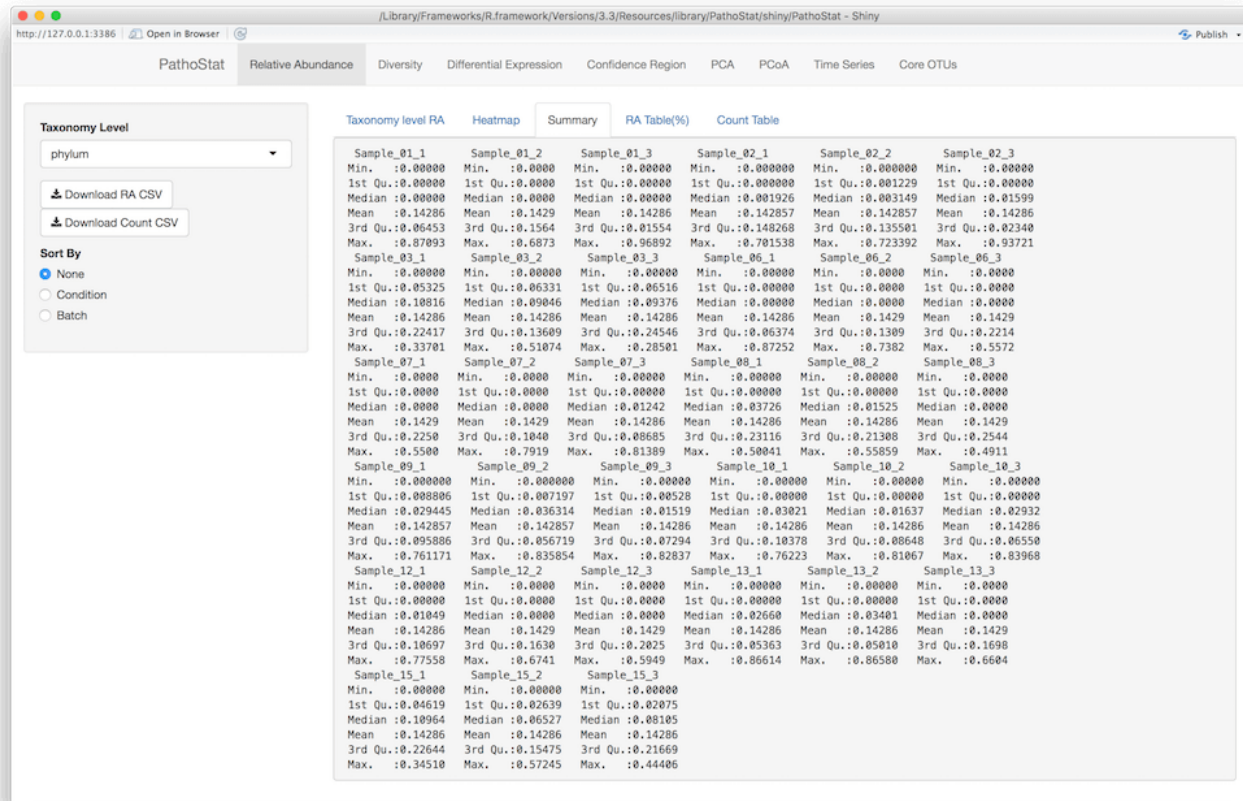 /Library/Frameworks/R.framework/Versions/3.3/Resources/library/PathoStat/shiny/PathoStat - Shiny
http://127.0.0.1:3386 Open in Browser Publish
PathoStat Relative Abundance Diversity Differential Expression Confidence Region PCA PCoA Time Series Core OTUs
Taxonomy Level
phylum
Download RA CSV
Download Count CSV
Sort By
None
Condition
Batch
Taxonomy level RA Heatmap Summary RA Table(%) Count Table
Sample_01_1 Sample_01_2 Sample_01_3 Sample_02_1 Sample_02_2 Sample_02_3
Min. :0.00000 Min. :0.0000 Min. :0.00000 Min. :0.000000 Min. :0.000000 Min. :0.00000
1st Qu.:0.00000 1st Qu.:0.0000 1st Qu.:0.00000 1st Qu.:0.000000 1st Qu.:0.001229 1st Qu.:0.00000
Median :0.00000 Median :0.0000 Median :0.00000 Median :0.001926 Median :0.003149 Median :0.01599
Mean :0.14286 Mean :0.1429 Mean :0.14286 Mean :0.142857 Mean :0.142857 Mean :0.14286
3rd Qu.:0.06453 3rd Qu.:0.1564 3rd Qu.:0.01554 3rd Qu.:0.148268 3rd Qu.:0.135501 3rd Qu.:0.02340
Max. :0.87093 Max. :0.6873 Max. :0.96892 Max. :0.701538 Max. :0.723392 Max. :0.93721
Sample_03_1 Sample_03_2 Sample_03_3 Sample_06_1 Sample_06_2 Sample_06_3
Min. :0.00000 Min. :0.00000 Min. :0.00000 Min. :0.00000 Min. :0.0000 Min. :0.0000
1st Qu.:0.05325 1st Qu.:0.06331 1st Qu.:0.06516 1st Qu.:0.00000 1st Qu.:0.0000 1st Qu.:0.0000
Median :0.10816 Median :0.09046 Median :0.09376 Median :0.00000 Median :0.0000 Median :0.0000
Mean :0.14286 Mean :0.14286 Mean :0.14286 Mean :0.14286 Mean :0.1429 Mean :0.1429
3rd Qu.:0.22417 3rd Qu.:0.13609 3rd Qu.:0.24546 3rd Qu.:0.06374 3rd Qu.:0.1309 3rd Qu.:0.2214
Max. :0.33701 Max. :0.51074 Max. :0.28501 Max. :0.87252 Max. :0.7382 Max. :0.5572
Sample_07_1 Sample_07_2 Sample_07_3 Sample_08_1 Sample_08_2 Sample_08_3
Min. :0.0000 Min. :0.0000 Min. :0.00000 Min. :0.00000 Min. :0.00000 Min. :0.0000
1st Qu.:0.0000 1st Qu.:0.0000 1st Qu.:0.00000 1st Qu.:0.00000 1st Qu.:0.00000 1st Qu.:0.0000
Median :0.0000 Median :0.0000 Median :0.01242 Median :0.03726 Median :0.01525 Median :0.0000
Mean :0.1429 Mean :0.1429 Mean :0.14286 Mean :0.14286 Mean :0.14286 Mean :0.1429
3rd Qu.:0.2250 3rd Qu.:0.1040 3rd Qu.:0.08685 3rd Qu.:0.23116 3rd Qu.:0.21308 3rd Qu.:0.2544
Max. :0.5500 Max. :0.7919 Max. :0.81389 Max. :0.50041 Max. :0.55859 Max. :0.4911
Sample_09_1 Sample_09_2 Sample_09_3 Sample_10_1 Sample_10_2 Sample_10_3
Min. :0.000000 Min. :0.000000 Min. :0.00000 Min. :0.00000 Min. :0.00000 Min. :0.00000
1st Qu.:0.008806 1st Qu.:0.007197 1st Qu.:0.00528 1st Qu.:0.00000 1st Qu.:0.00000 1st Qu.:0.00000
Median :0.029445 Median :0.036314 Median :0.01519 Median :0.03021 Median :0.01637 Median :0.02932
Mean :0.142857 Mean :0.142857 Mean :0.14286 Mean :0.14286 Mean :0.14286 Mean :0.14286
3rd Qu.:0.095886 3rd Qu.:0.056719 3rd Qu.:0.07294 3rd Qu.:0.10378 3rd Qu.:0.08648 3rd Qu.:0.06550
Max. :0.761171 Max. :0.835854 Max. :0.82837 Max. :0.76223 Max. :0.81067 Max. :0.83968
Sample_12_1 Sample_12_2 Sample_12_3 Sample_13_1 Sample_13_2 Sample_13_3
Min. :0.00000 Min. :0.0000 Min. :0.0000 Min. :0.00000 Min. :0.00000 Min. :0.0000
1st Qu.:0.00000 1st Qu.:0.0000 1st Qu.:0.0000 1st Qu.:0.00000 1st Qu.:0.00000 1st Qu.:0.0000
Median :0.01049 Median :0.0000 Median :0.0000 Median :0.02660 Median :0.03401 Median :0.0000
Mean :0.14286 Mean :0.1429 Mean :0.1429 Mean :0.14286 Mean :0.14286 Mean :0.1429
3rd Qu.:0.10697 3rd Qu.:0.1630 3rd Qu.:0.2025 3rd Qu.:0.05363 3rd Qu.:0.05010 3rd Qu.:0.1698
Max. :0.77558 Max. :0.6741 Max. :0.5949 Max. :0.86614 Max. :0.86580 Max. :0.6604
Sample_15_1 Sample_15_2 Sample_15_3
Min. :0.00000 Min. :0.00000 Min. :0.00000
1st Qu.:0.04619 1st Qu.:0.02639 1st Qu.:0.02075
Median :0.10964 Median :0.06527 Median :0.08105
Mean :0.14286 Mean :0.14286 Mean :0.14286
3rd Qu.:0.22644 3rd Qu.:0.15475 3rd Qu.:0.21669
Max. :0.34510 Max. :0.57245 Max. :0.44406